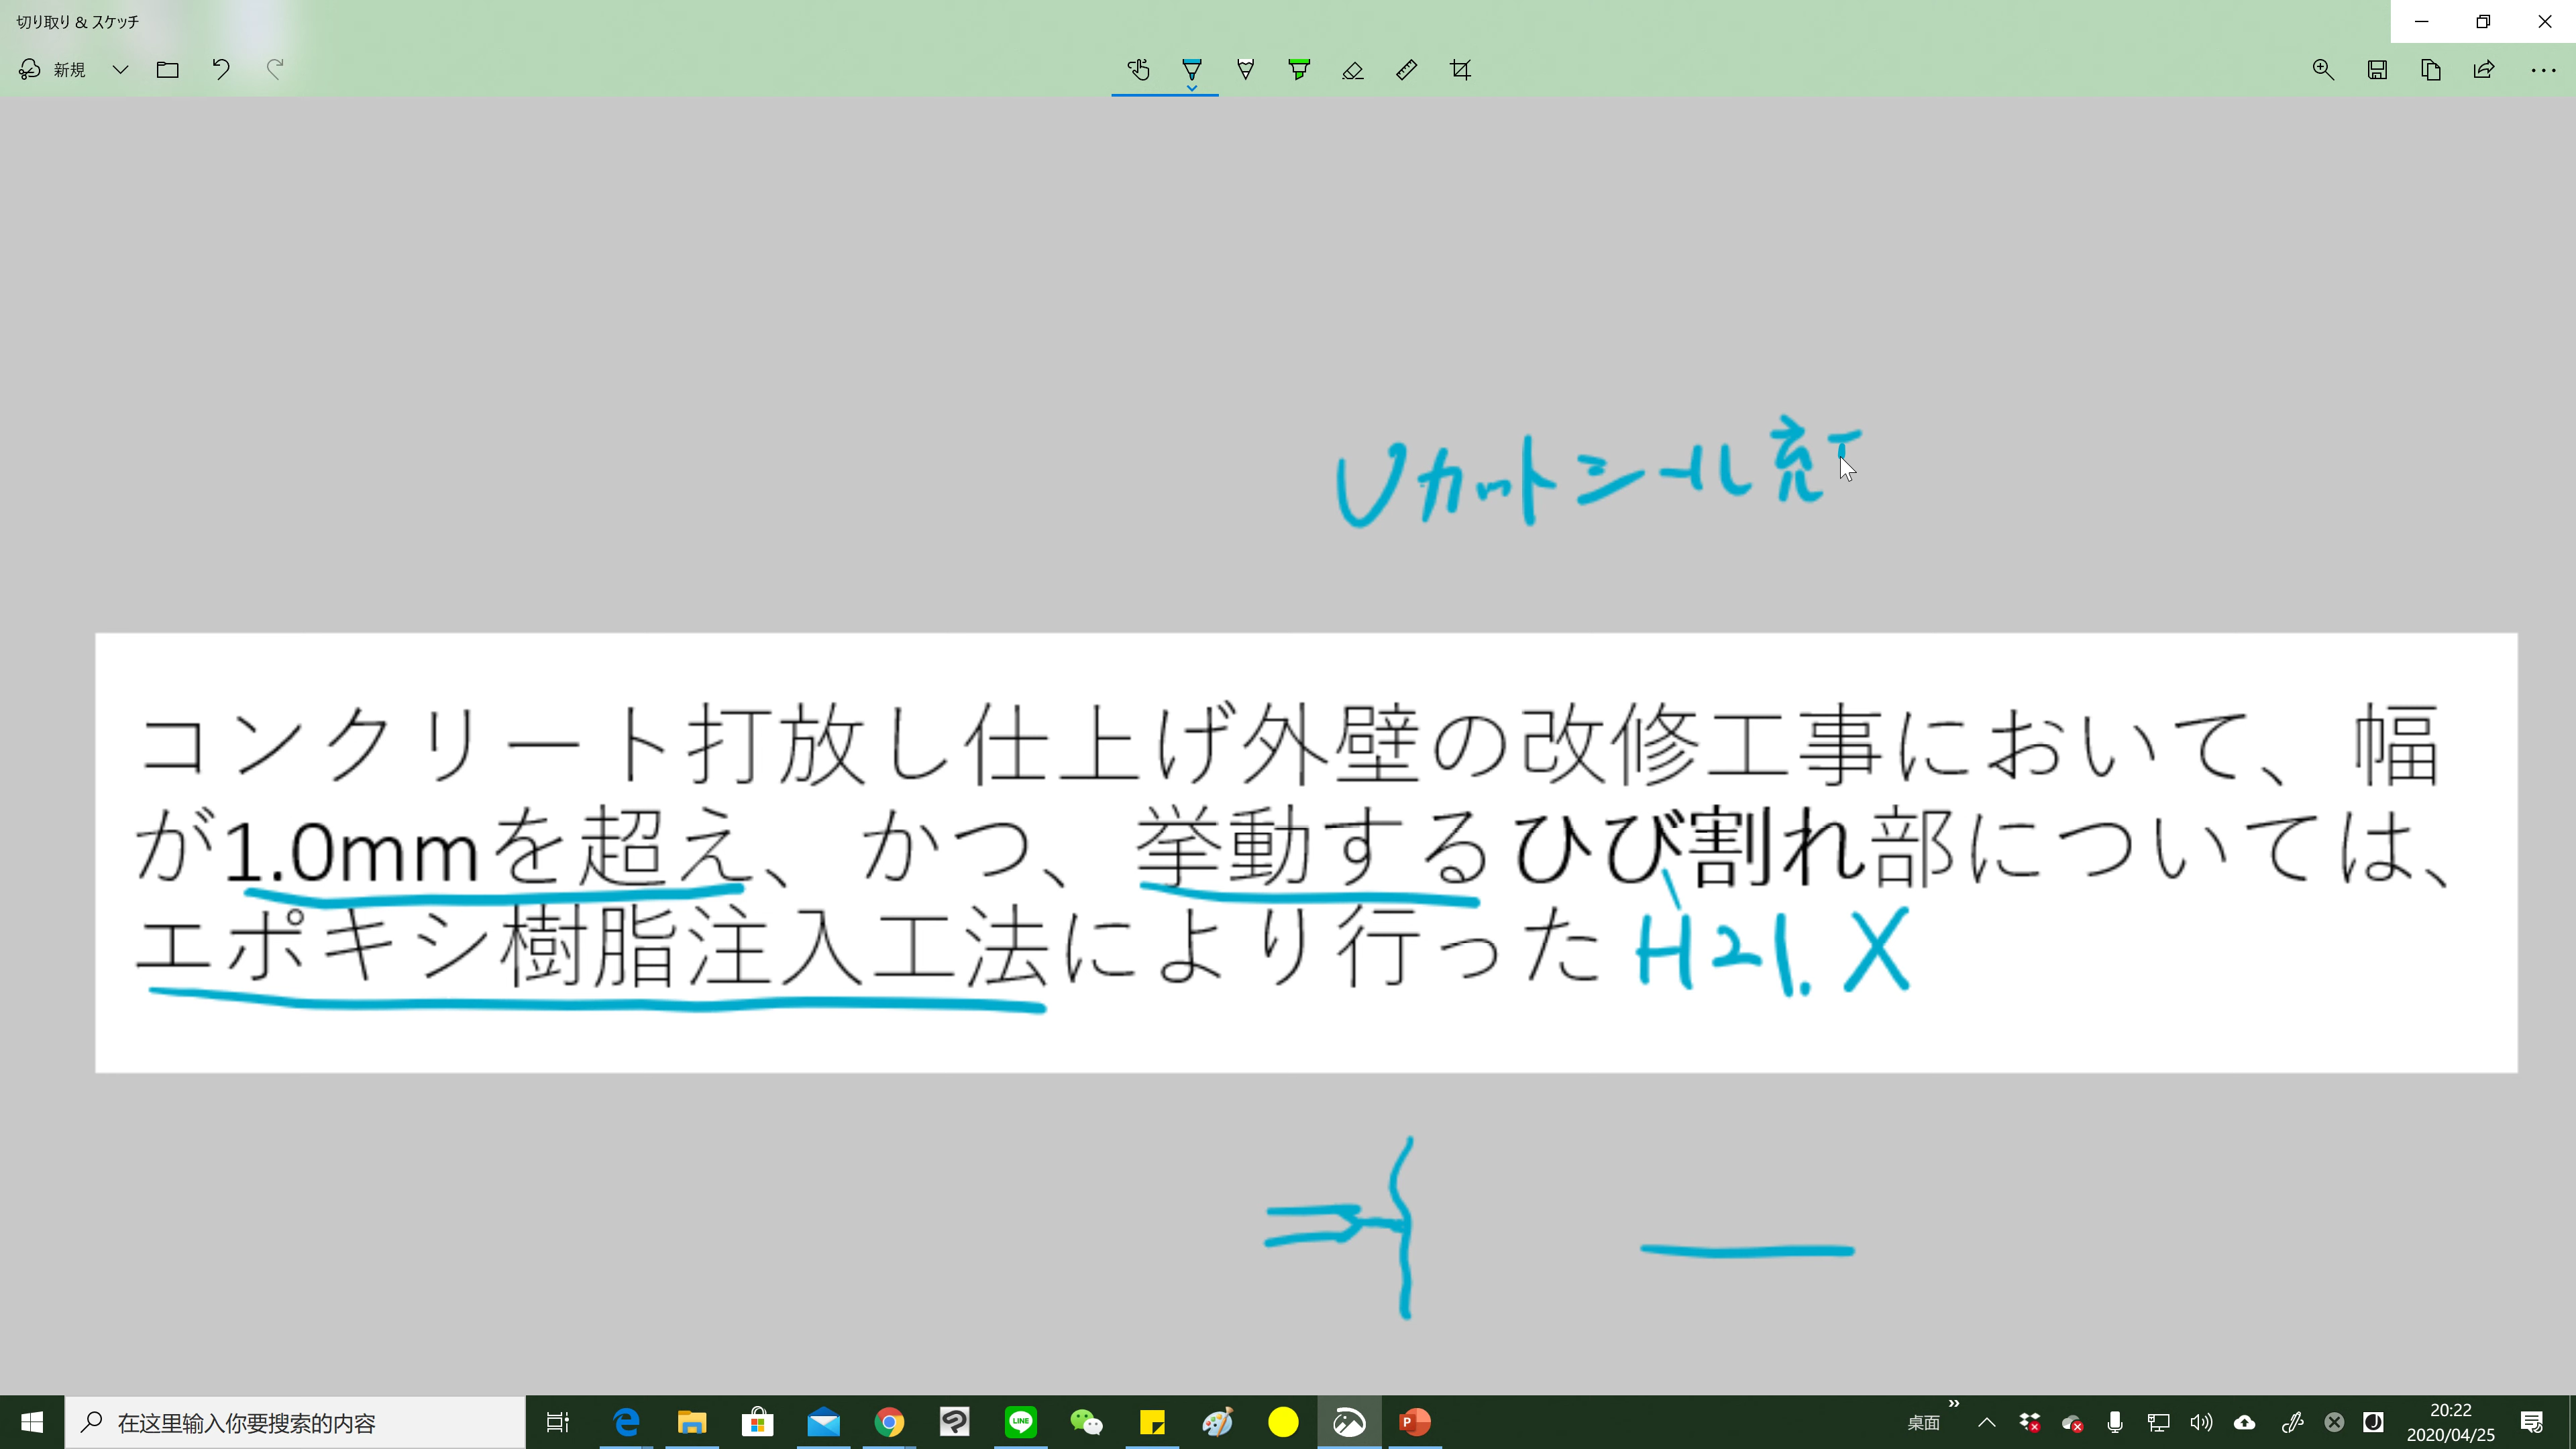 切り取り & スケッチ
新規
Uカットシール充
コンクリート打放し仕上げ外壁の改修工事において、幅
が1.0mmを超え、かつ、挙動するひび割れ部については、
エポキシ樹脂注入工法により行った H21. X
在这里输入你要搜索的内容
LINE
P
桌面
20:22
2020/04/25